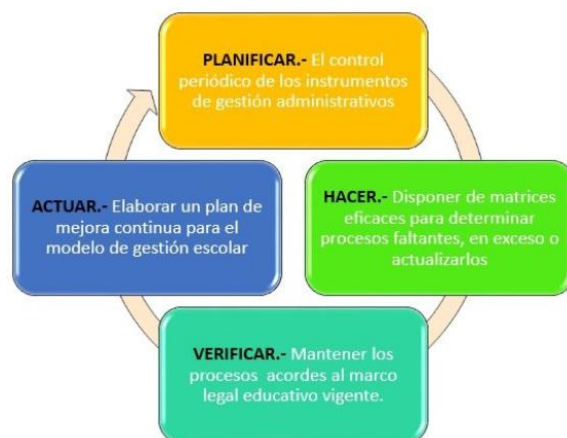 PLANIFICAR.- El control
periódico de los instrumentos
de gestión administrativos
HACER.- Disponer de matrices
eficaces para determinar
procesos faltantes, en exceso o
actualizarlos
VERIFICAR.- Mantener los
procesos acordes al marco
legal educativo vigente.
ACTUAR.- Elaborar un plan de
mejora continua para el
modelo de gestión escolar